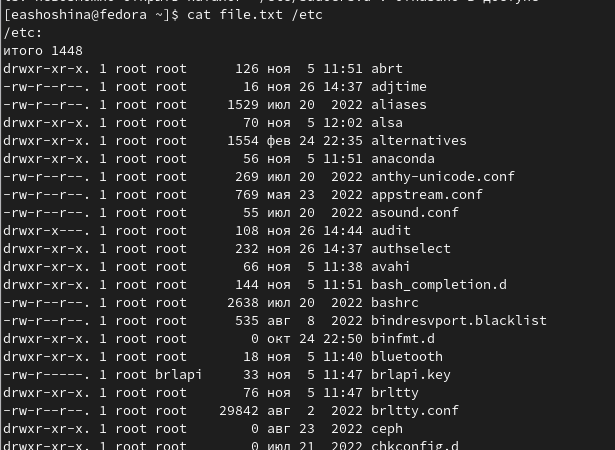 [eashoshina@fedora ~]$ cat file.txt /etc
/etc:
итого 1448
drwxr-xr-x. 1 root root 126 ноя 5 11:51 abrt
-rw-r--r--. 1 root root 16 ноя 26 14:37 adjtime
-rw-r--r--. 1 root root 1529 июл 20 2022 aliases
drwxr-xr-x. 1 root root 70 ноя 5 12:02 alsa
drwxr-xr-x. 1 root root 1554 фев 24 22:35 alternatives
drwxr-xr-x. 1 root root 56 ноя 5 11:51 anaconda
-rw-r--r--. 1 root root 269 июл 20 2022 anthy-unicode.conf
-rw-r--r--. 1 root root 769 мая 23 2022 appstream.conf
-rw-r--r--. 1 root root 55 июл 20 2022 asound.conf
drwxr-x---. 1 root root 108 ноя 26 14:44 audit
drwxr-xr-x. 1 root root 232 ноя 26 14:37 authselect
drwxr-xr-x. 1 root root 66 ноя 5 11:38 avahi
drwxr-xr-x. 1 root root 144 ноя 5 11:51 bash_completion.d
-rw-r--r--. 1 root root 2638 июл 20 2022 bashrc
-rw-r--r--. 1 root root 535 авг 8 2022 bindresvport.blacklist
drwxr-xr-x. 1 root root 0 окт 24 22:50 binfmt.d
drwxr-xr-x. 1 root root 18 ноя 5 11:40 bluetooth
-rw-r-----. 1 root brlapi 33 ноя 5 11:47 brlapi.key
drwxr-xr-x. 1 root root 76 ноя 5 11:47 brltty
-rw-r--r--. 1 root root 29842 авг 2 2022 brltty.conf
drwxr-xr-x. 1 root root 0 авг 23 2022 ceph
drwxr-xr-x. 1 root root 0 июл 21 2022 chkconfig.d